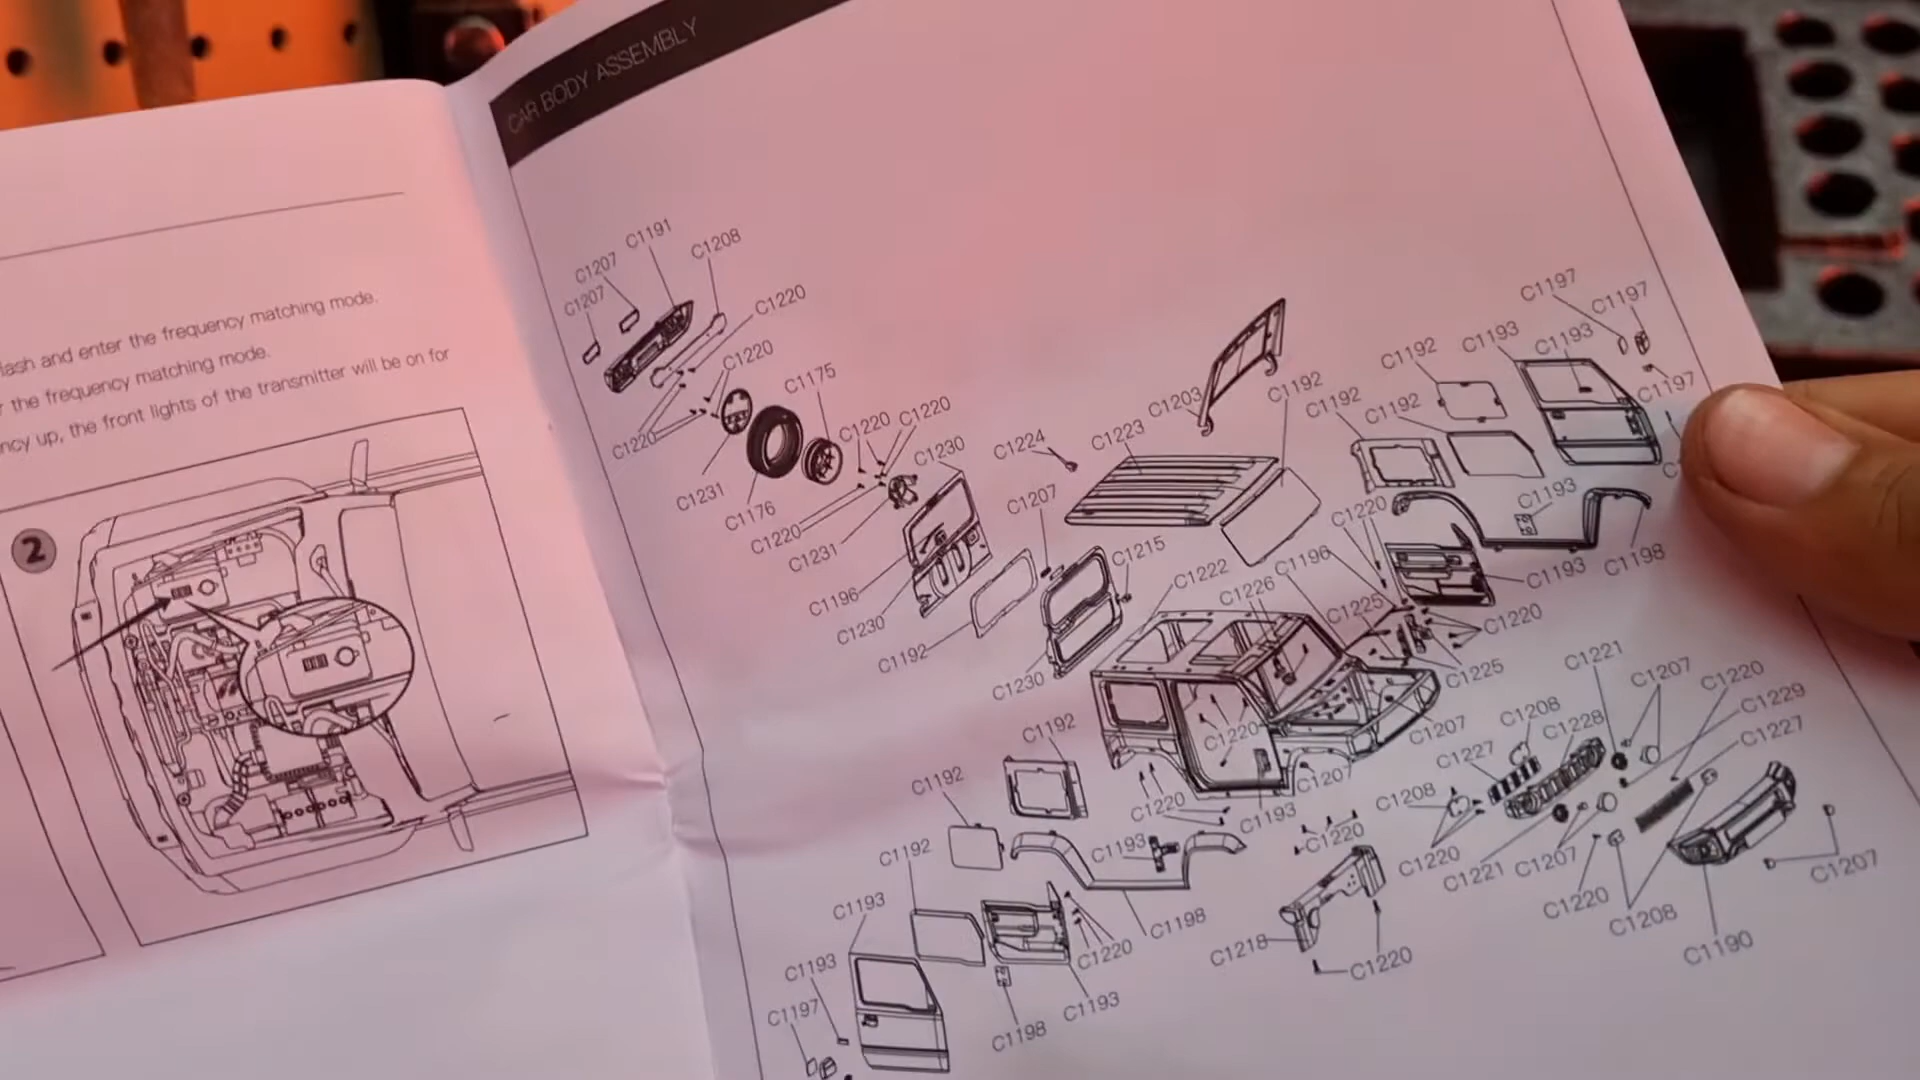 CAR BODY ASSEMBLY
lash and enter the frequency matching mode.
r the frequency matching mode.
ncy up, the front lights of the transmitter will be on for
2
C1191
C1208
C1207
C1207
C1220
C1220
C1175
C1220
C1231
C1176
C1220
C1220
C1230
C1220
C1231
C1196
C1230
C1192
C1224
C1223
C1203
C1192
C1207
C1215
C1230
C1222
C1226
C1196
C1225
C1225
C1197
C1197
C1193
C1193
C1192
C1192
C1192
C1197
C1193
C1220
C1193
C1198
C1220
C1220
C1207
C1207
C1193
C1220
C1192
C1192
C1193
C1192
C1198
C1193
C1220
C1193
C1198
C1193
C1197
C1220
C1218
C1220
C1221
C1207
C1220
C1229
C1227
C1208
C1228
C1227
C1208
C1220
C1221
C1207
C1220
C1208
C1190
C1207